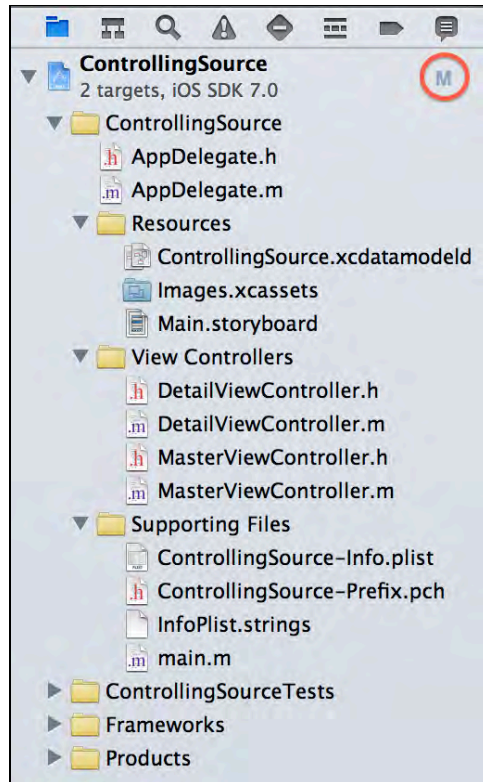 ControllingSource
2 targets, iOS SDK 7.0
M
ControllingSource
h AppDelegate.h
.m AppDelegate.m
Resources
ControllingSource.xcdatamodeld
Images.xcassets
Main.storyboard
View Controllers
h DetailViewController.h
.m DetailViewController.m
h MasterViewController.h
.m MasterViewController.m
Supporting Files
ControllingSource-Info.plist
h ControllingSource-Prefix.pch
InfoPlist.strings
.m main.m
ControllingSourceTests
Frameworks
Products